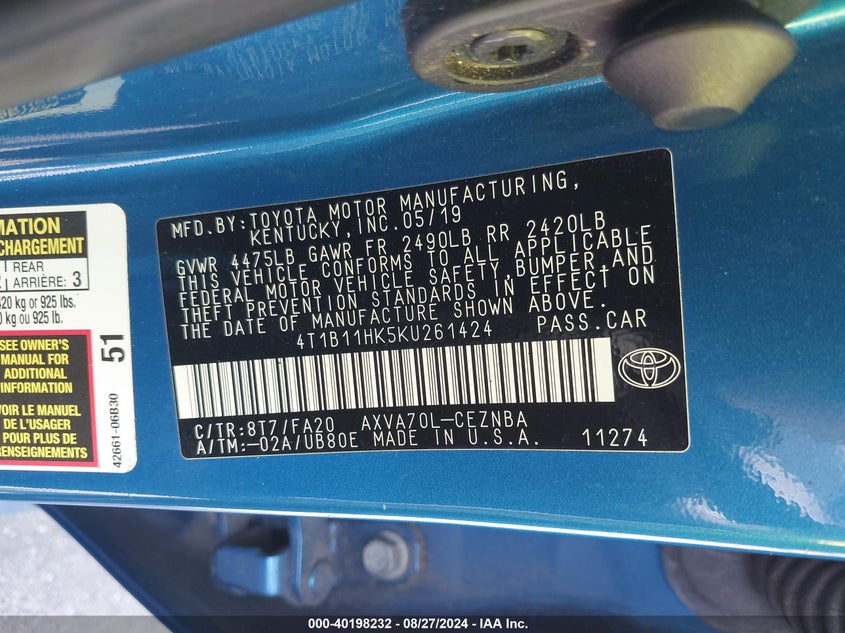 MFD.BY:TOYOTA MOTOR MANUFACTURING,
KENTUCKY, INC.05/19
GVWR 4475LB GAWR FR 2490LB RR 2420LB
THIS VEHICLE CONFORMS TO ALL APPLICABLE
FEDERAL MOTOR VEHICLE SAFETY,BUMPER,AND
THEFT PREVENTION STANDARDS IN EFFECT ON
THE DATE OF MANUFACTURE SHOWN ABOVE.
4T1B11HK5KU261424 PASS.CAR
C/TR:8T7/FA20 AXVA70L-CEZNBA
A/TM:-02A/UB80E MADE IN U.S.A. 11274
MATION
CHARGEMENT
REAR
ARRIÈRE: 3
420 kg or 925 lbs.
kg ou 925 lb.
SEE OWNER'S
MANUAL FOR
ADDITIONAL
INFORMATION
VOIR LE MANUEL
DE L'USAGER
POUR PLUS
51
42661-06B30
000-40198232 - 08/27/2024 - IAA Inc.